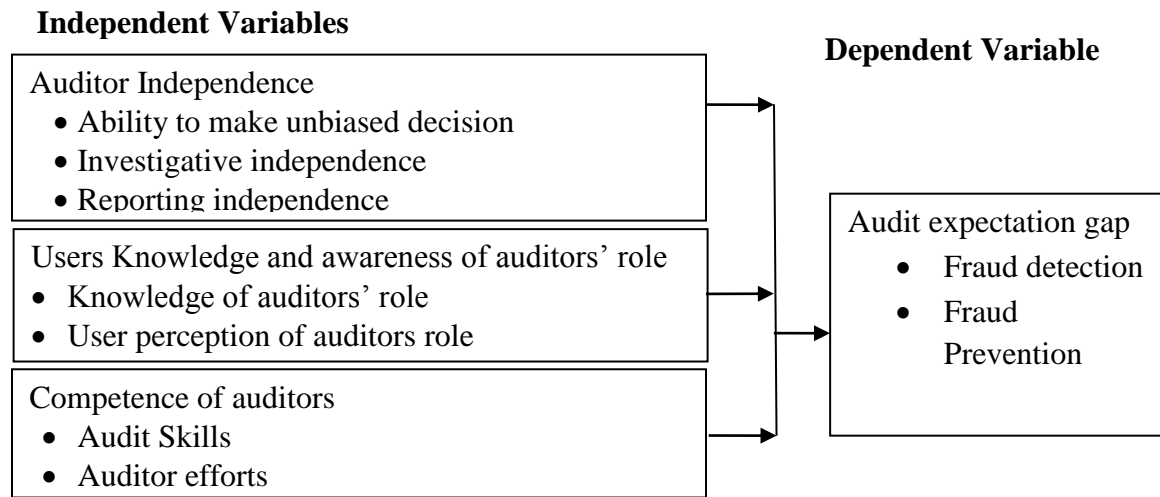 Independent Variables
Auditor Independence
• Ability to make unbiased decision
• Investigative independence
• Reporting independence
Users Knowledge and awareness of auditors’ role
• Knowledge of auditors’ role
• User perception of auditors role
Competence of auditors
• Audit Skills
• Auditor efforts
Dependent Variable
Audit expectation gap
• Fraud detection
• Fraud
Prevention